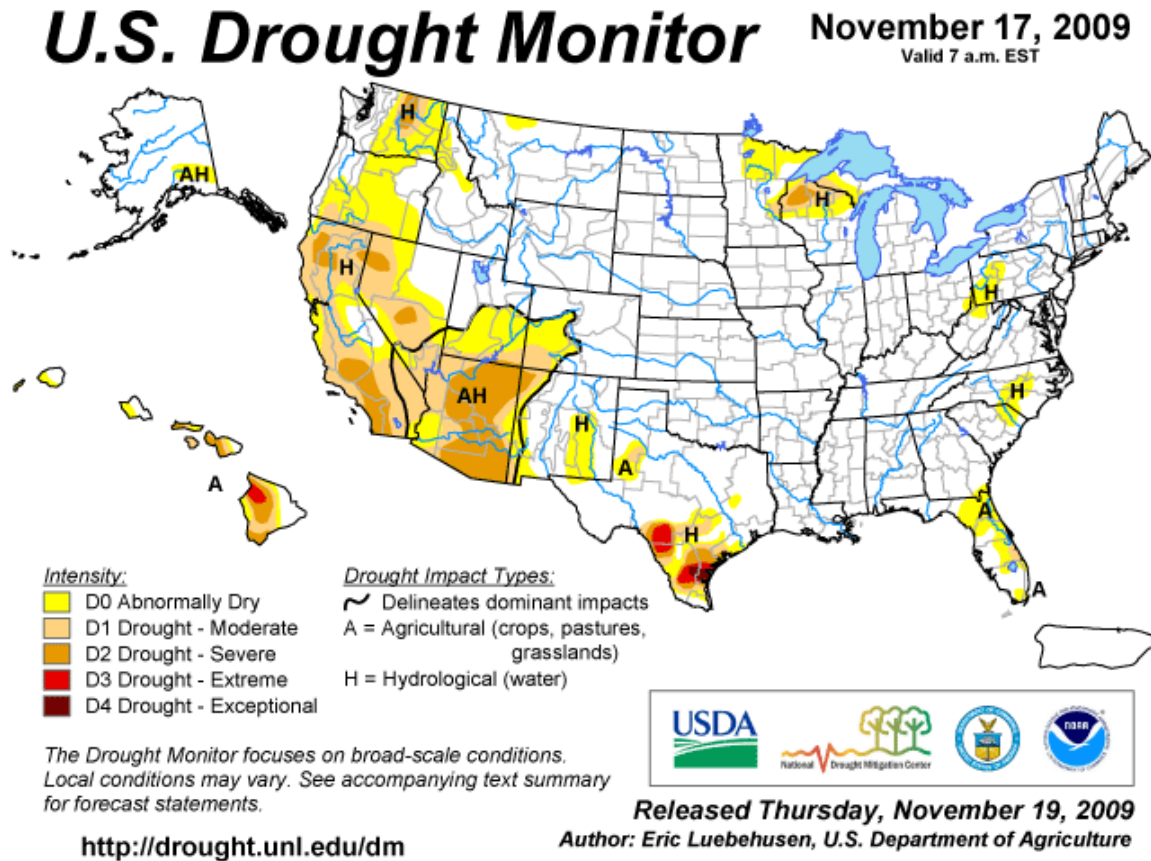 U.S. Drought Monitor
November 17, 2009
Valid 7 a.m. EST
H
AH
H
H
H
AH
H
H
H
A
A
A
H
A
Intensity:
D0 Abnormally Dry
D1 Drought - Moderate
D2 Drought - Severe
D3 Drought - Extreme
D4 Drought - Exceptional
Drought Impact Types:
Delineates dominant impacts
A = Agricultural (crops, pastures,
grasslands)
H = Hydrological (water)
The Drought Monitor focuses on broad-scale conditions.
Local conditions may vary. See accompanying text summary
for forecast statements.
http://drought.unl.edu/dm
USDA
National Drought Mitigation Center
NOAA
Released Thursday, November 19, 2009
Author: Eric Luebehusen, U.S. Department of Agriculture